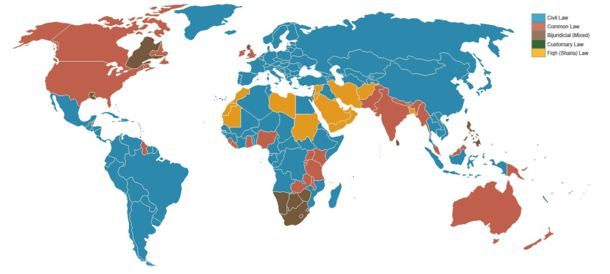 Civil Law
Common Law
Bijuridicial (Mixed)
Customary Law
Fiqh (Sharia) Law